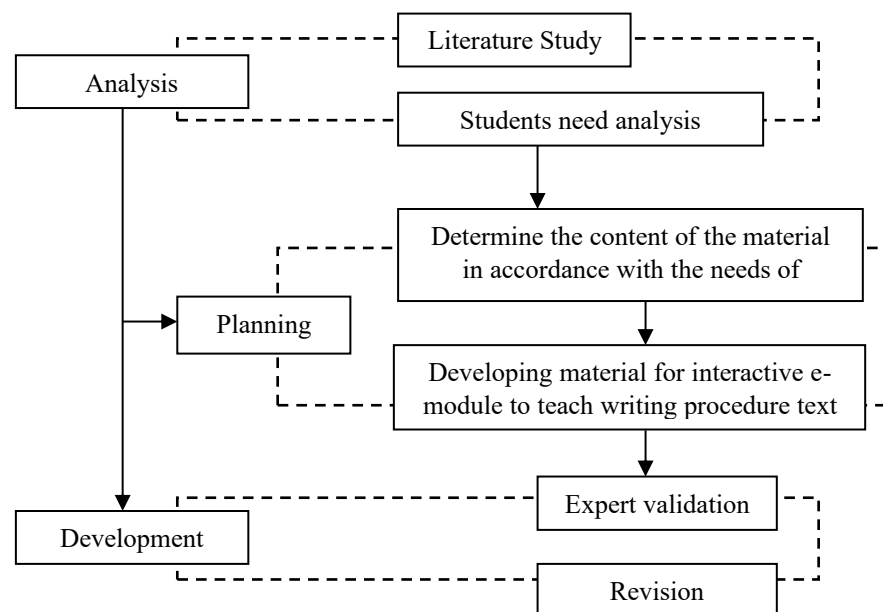 Literature Study
Analysis
Students need analysis
Determine the content of the material
in accordance with the needs of
Planning
Developing material for interactive e-
module to teach writing procedure text
Expert validation
Development
Revision